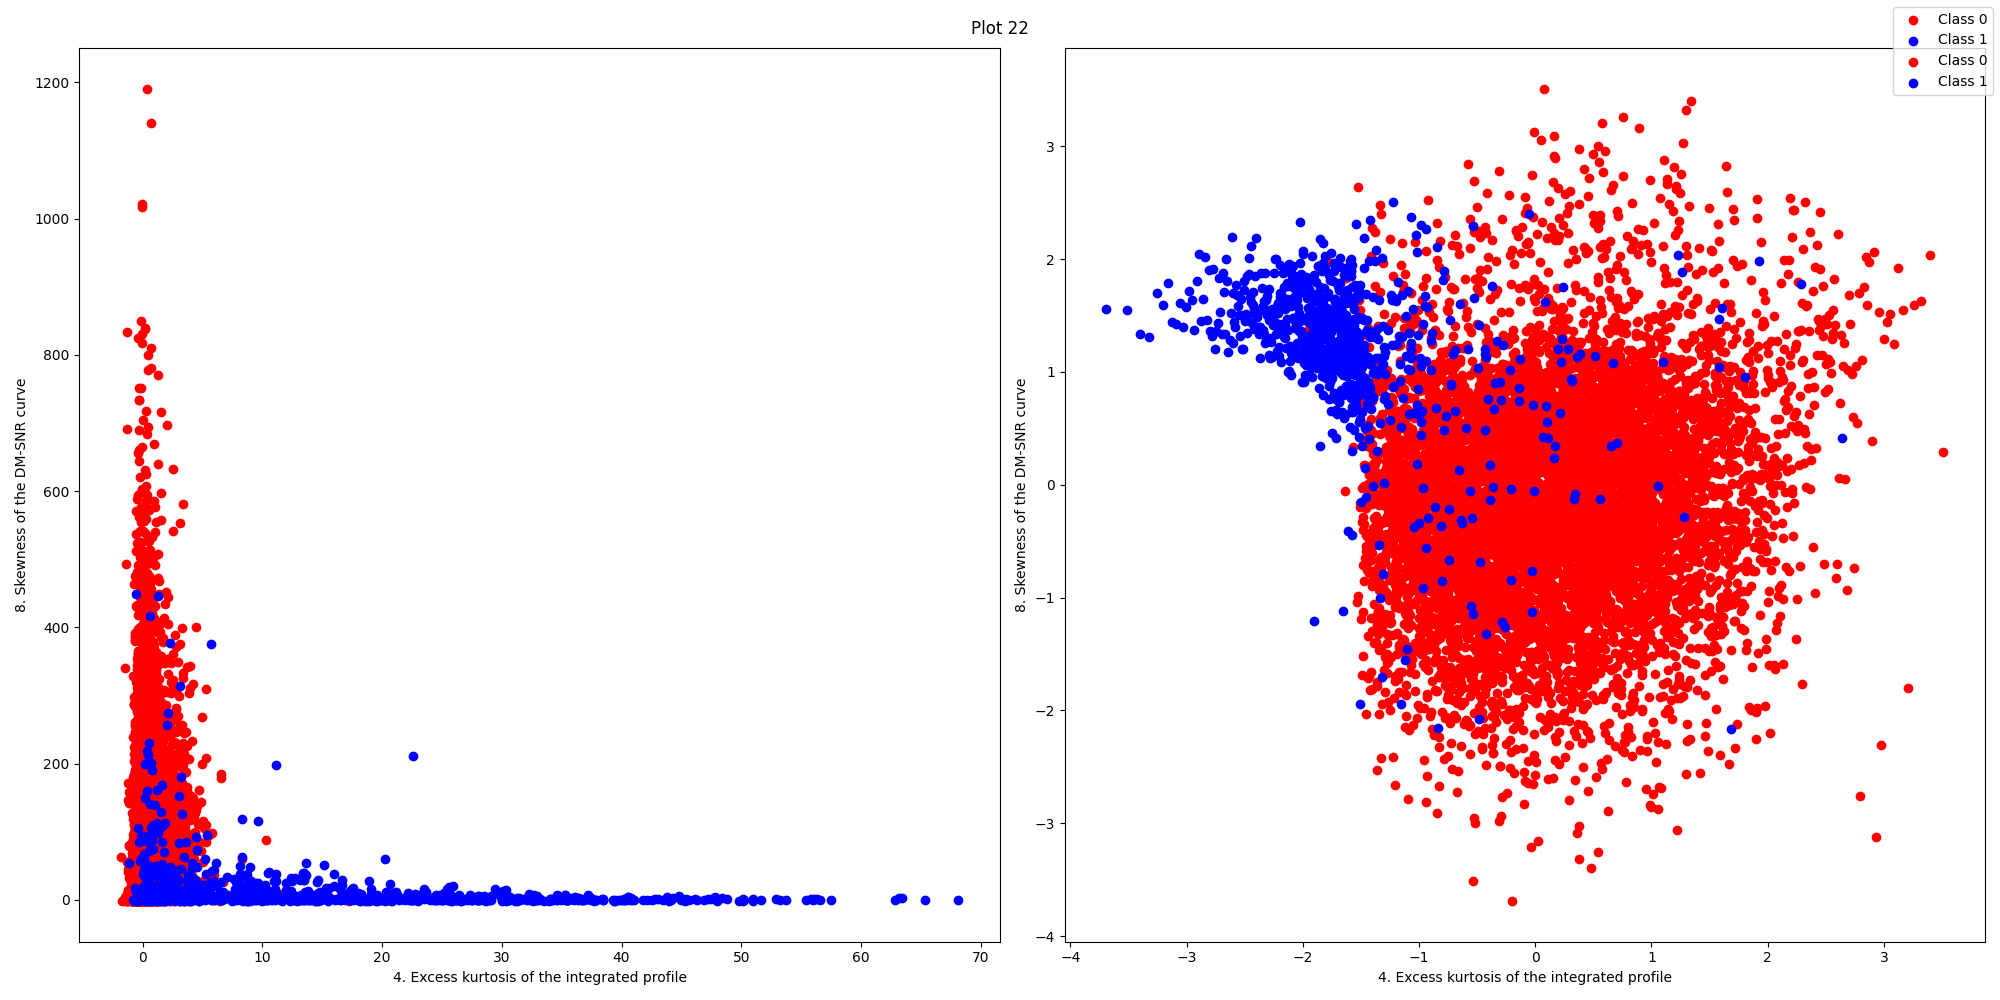 Plot 22
Class 0
Class 1
Class 0
Class 1
8. Skewness of the DM-SNR curve
1200
1000
800
600
400
200
0
0 10 20 30 40 50 60 70
4. Excess kurtosis of the integrated profile
8. Skewness of the DM-SNR curve
3
2
1
0
−1
−2
−3
−4
−4 −3 −2 −1 0 1 2 3
4. Excess kurtosis of the integrated profile